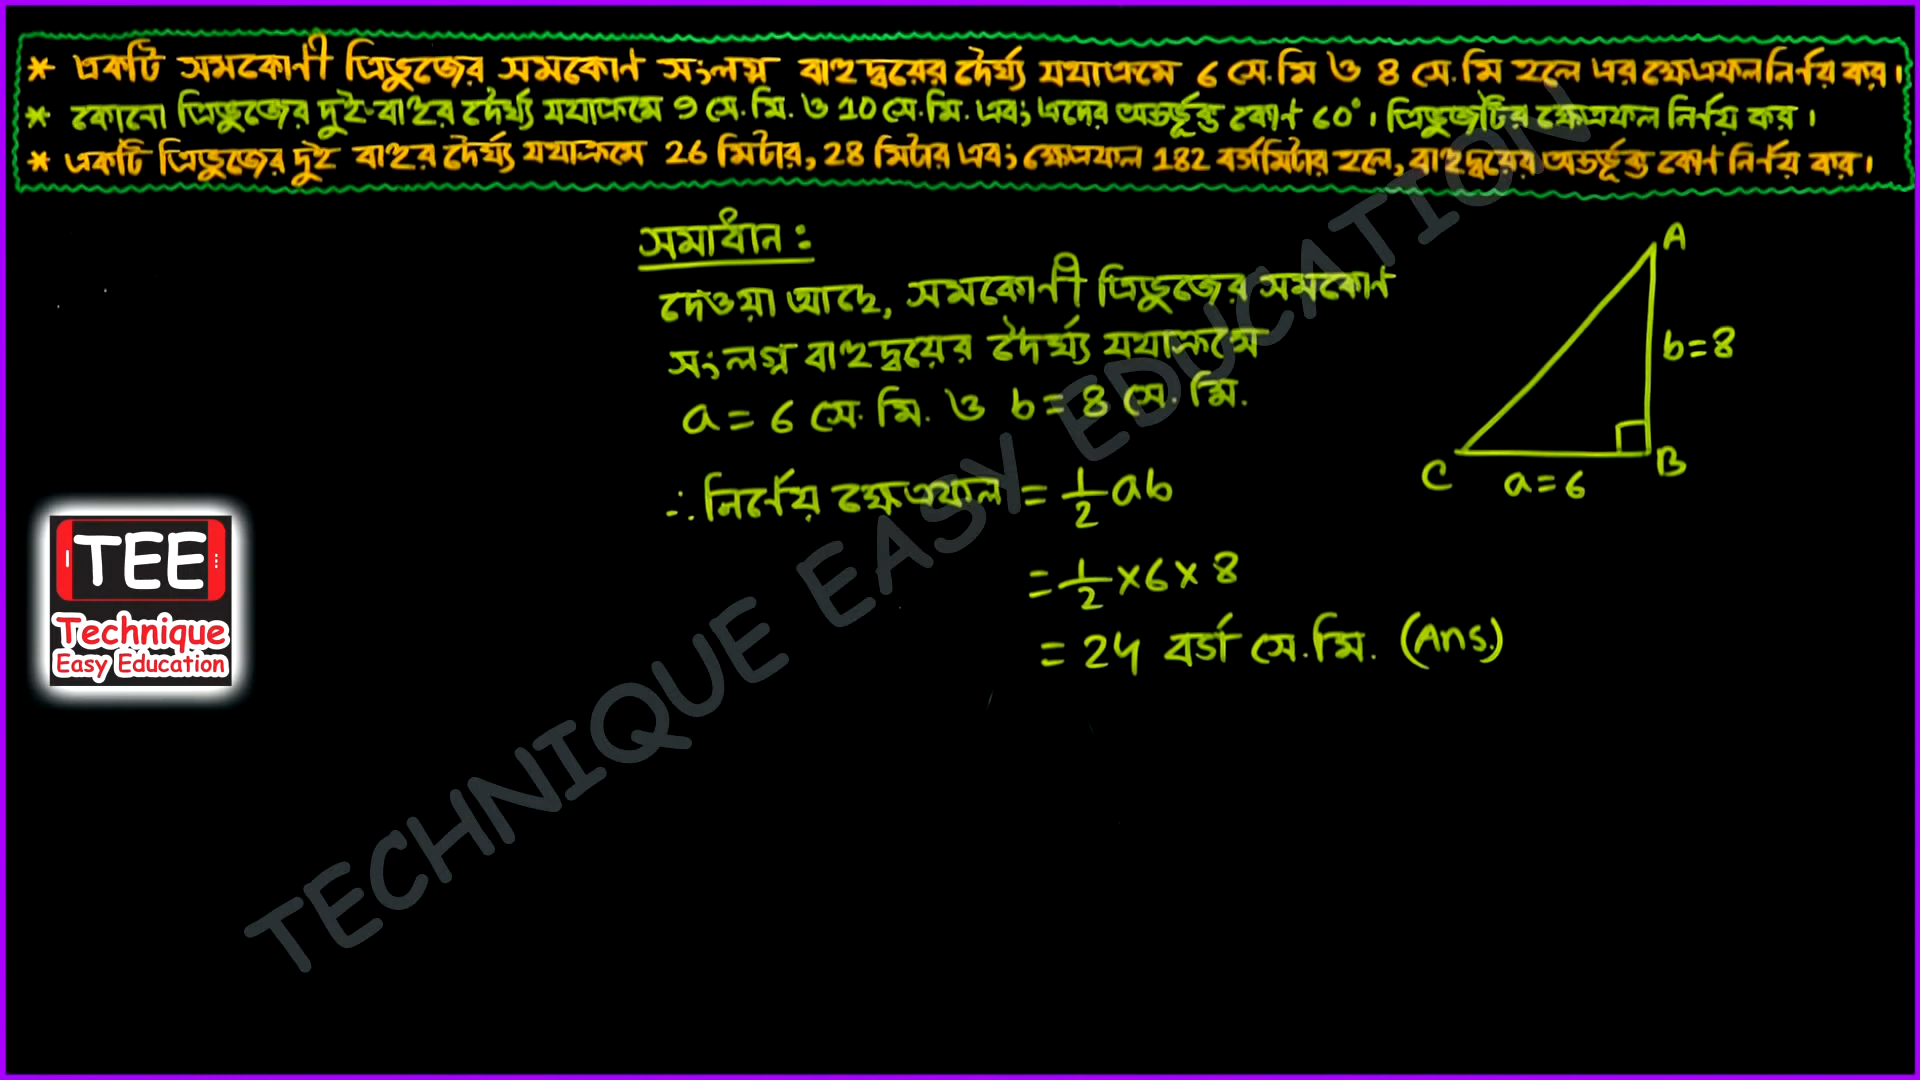 * একটি সমকোণী ত্রিভুজের সমকোণ সংলগ্ন বাহুদ্বয়ের দৈর্ঘ্য যথাক্রমে 6 সে.মি ও 8 সে.মি হলে এর ক্ষেত্রফল নির্ণয় কর।
* কোনো ত্রিভুজের দুই-বাহুর দৈর্ঘ্য যথাক্রমে 9 সে.মি. ও 10 সে.মি. এবং এদের অন্তর্ভূক্ত কোণ 60°। ত্রিভুজটির ক্ষেত্রফল নির্ণয় কর।
* একটি ত্রিভুজের দুই বাহুর দৈর্ঘ্য যথাক্রমে 26 মিটার, 28 মিটার এবং ক্ষেত্রফল 182 বর্গমিটার হলে, বাহুদ্বয়ের অন্তর্ভূক্ত কোণ নির্ণয় কর।
সমাধান:
দেওয়া আছে, সমকোণী ত্রিভুজের সমকোণ
সংলগ্ন বাহুদ্বয়ের দৈর্ঘ্য যথাক্রমে
a = 6 সে. মি. ও b = 8 সে. মি.
∴ নির্ণেয় ক্ষেত্রফল = 1/2 ab
= 1/2 × 6 × 8
= 24 বর্গ সে.মি. (Ans.)
A
b = 8
C
a = 6
B
TEE
Technique
Easy Education
TECHNIQUE EASY EDUCATION